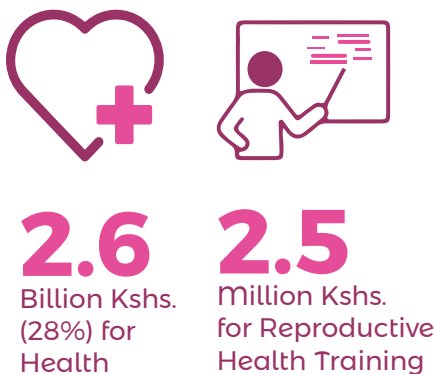 2.6
Billion Kshs.
(28%) for
Health
2.5
Million Kshs.
for Reproductive
Health Training